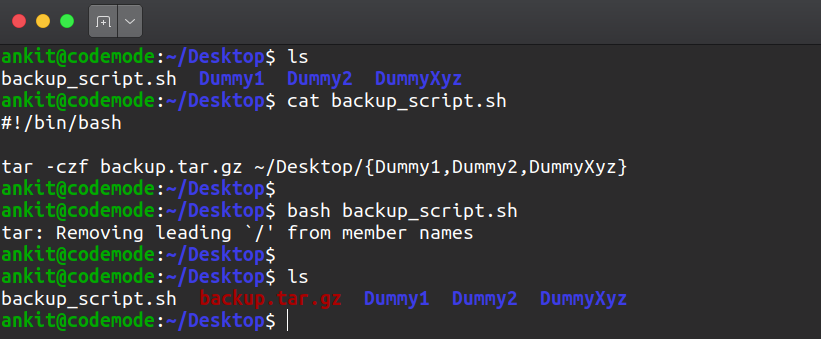 ankit@codemode:~/Desktop$ ls
backup_script.sh  Dummy1  Dummy2  DummyXyz
ankit@codemode:~/Desktop$ cat backup_script.sh
#!/bin/bash

tar -czf backup.tar.gz ~/Desktop/{Dummy1,Dummy2,DummyXyz}
ankit@codemode:~/Desktop$
ankit@codemode:~/Desktop$ bash backup_script.sh
tar: Removing leading `/' from member names
ankit@codemode:~/Desktop$
ankit@codemode:~/Desktop$ ls
backup_script.sh  backup.tar.gz  Dummy1  Dummy2  DummyXyz
ankit@codemode:~/Desktop$